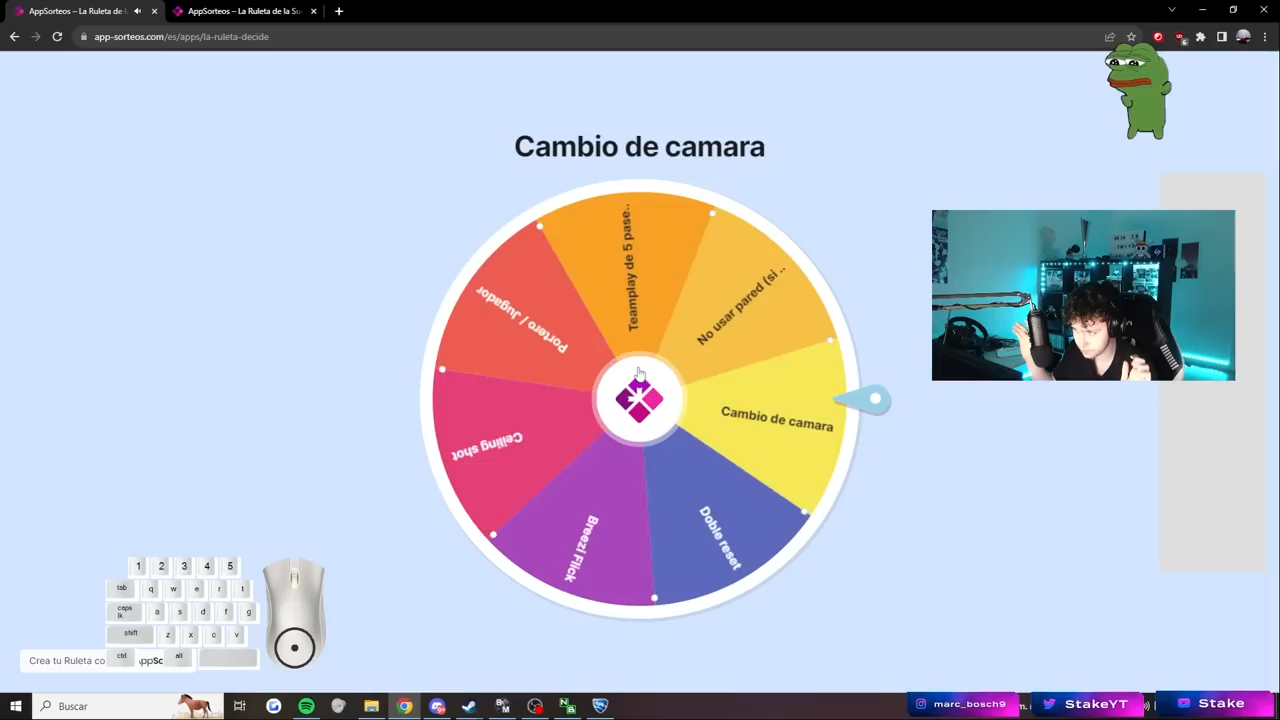 AppSorteos – La Ruleta de l
AppSorteos – La Ruleta de la Su
app-sorteos.com/es/apps/la-ruleta-decide
Cambio de camara
Teamplay de 5 pase..
No usar pared (si ..
Portero / Jugador
Cambio de camara
Ceiling shot
Doble reset
Breezi Flick
1 2 3 4 5
tab q w e r t
caps lk a s d f g
shift z x c v
ctrl alt
Crea tu Ruleta co
Buscar
marc_bosch9
StakeYT
Stake